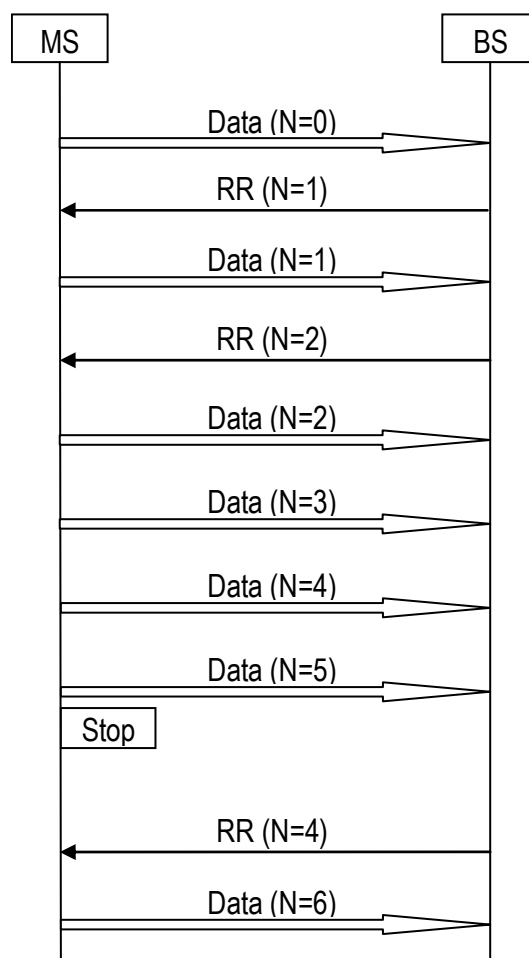 MS
BS
Data (N=0)
RR (N=1)
Data (N=1)
RR (N=2)
Data (N=2)
Data (N=3)
Data (N=4)
Data (N=5)
Stop
RR (N=4)
Data (N=6)